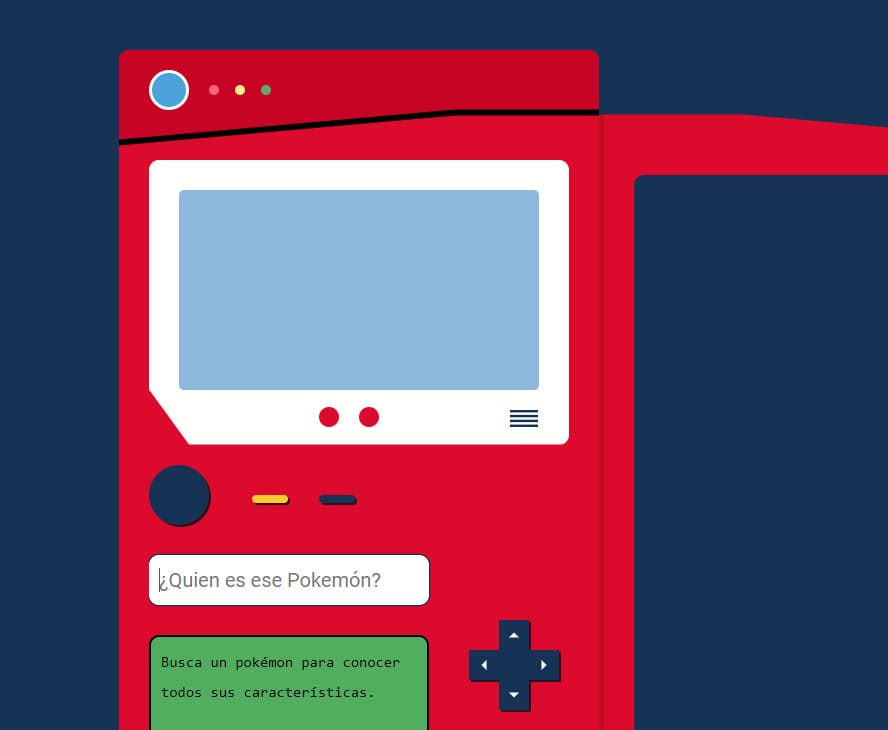 ¿Quien es ese Pokemón?
Busca un pokémon para conocer
todos sus características.